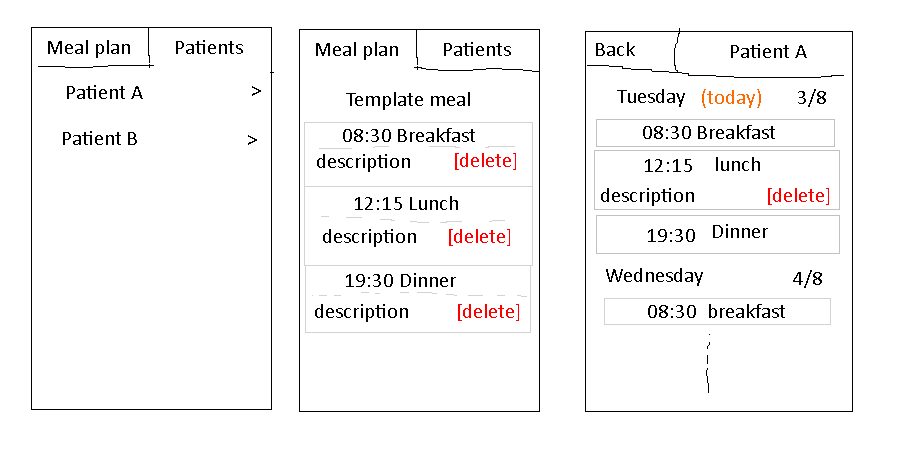 Meal plan Patients
Patient A >
Patient B >
Meal plan Patients
Template meal
08:30 Breakfast
description [delete]
12:15 Lunch
description [delete]
19:30 Dinner
description [delete]
Back Patient A
Tuesday (today) 3/8
08:30 Breakfast
12:15 lunch
description [delete]
19:30 Dinner
Wednesday 4/8
08:30 breakfast